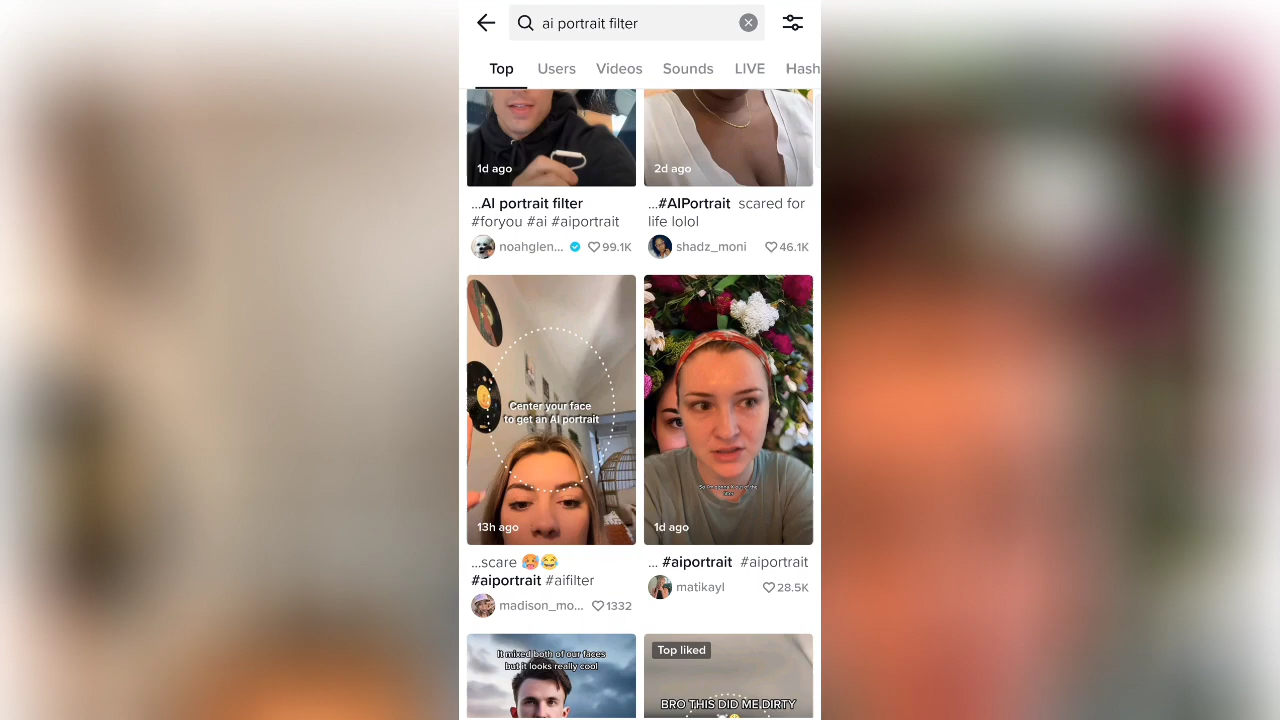 ai portrait filter
Top Users Videos Sounds LIVE Hash
1d ago
2d ago
...AI portrait filter
#foryou #ai #aiportrait
noahglen... 99.1K
...#AIPortrait scared for
life lolol
shadz_moni 46.1K
Center your face
to get an AI portrait
13h ago
1d ago
...scare 🥵😂
#aiportrait #aifilter
madison_mo... 1332
... #aiportrait #aiportrait
matikayl 28.5K
It mixed both of our faces
but it looks really cool
Top liked
BRO THIS DID ME DIRTY